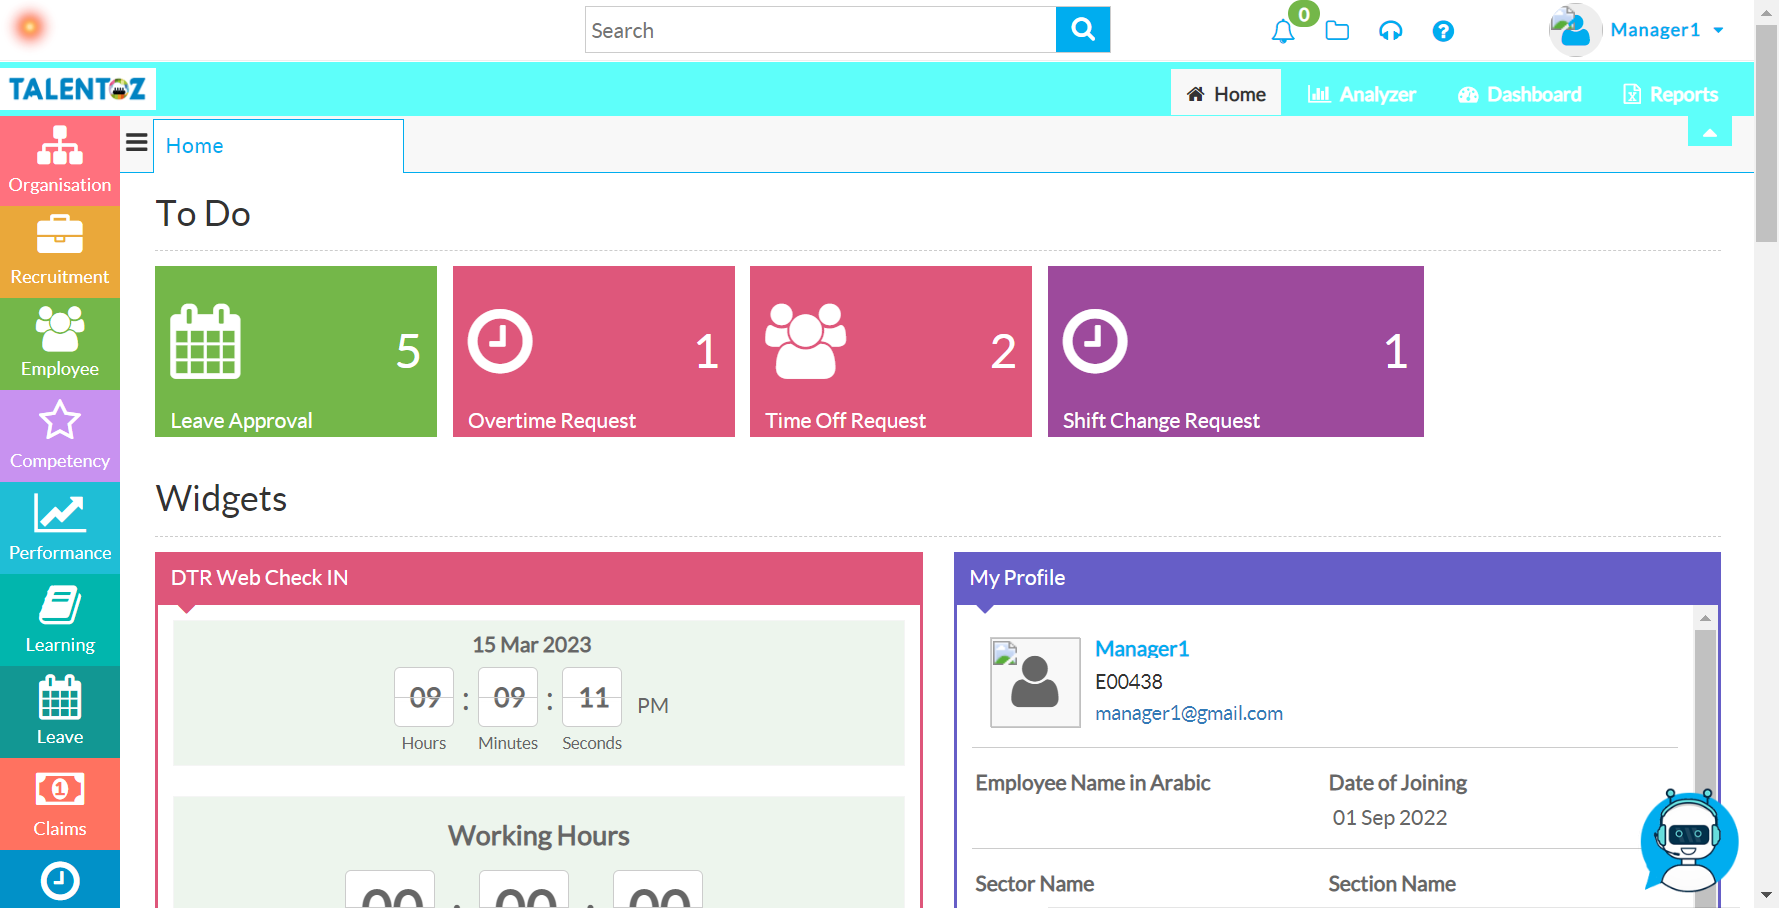 Search
0
Manager1
TALENTOZ
Home
Analyzer
Dashboard
Reports
Organisation
Recruitment
Employee
Competency
Performance
Learning
Leave
Claims
Home
To Do
5
Leave Approval
1
Overtime Request
2
Time Off Request
1
Shift Change Request
Widgets
DTR Web Check IN
15 Mar 2023
09 : 09 : 11 PM
Hours Minutes Seconds
Working Hours
00 : 00 : 00
My Profile
Manager1
E00438
manager1@gmail.com
Employee Name in Arabic
Date of Joining
01 Sep 2022
Sector Name
Section Name